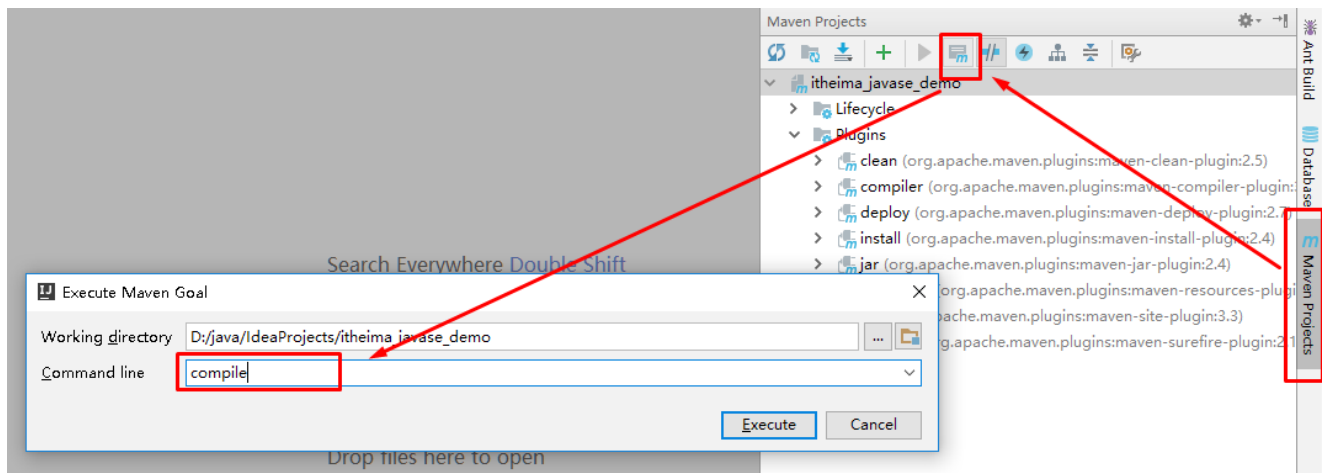 Maven Projects
itheima_javase_demo
Lifecycle
Plugins
clean (org.apache.maven.plugins:maven-clean-plugin:2.5)
compiler (org.apache.maven.plugins:maven-compiler-plugin:
deploy (org.apache.maven.plugins:maven-deploy-plugin:2.7)
install (org.apache.maven.plugins:maven-install-plugin:2.4)
jar (org.apache.maven.plugins:maven-jar-plugin:2.4)
org.apache.maven.plugins:maven-resources-plugi
ache.maven.plugins:maven-site-plugin:3.3)
g.apache.maven.plugins:maven-surefire-plugin:2.1
Ant Build
Database
m Maven Projects
Search Everywhere Double Shift
Execute Maven Goal
Working directory D:/java/IdeaProjects/itheima_javase_demo ...
Command line compile
Execute Cancel
Drop files here to open